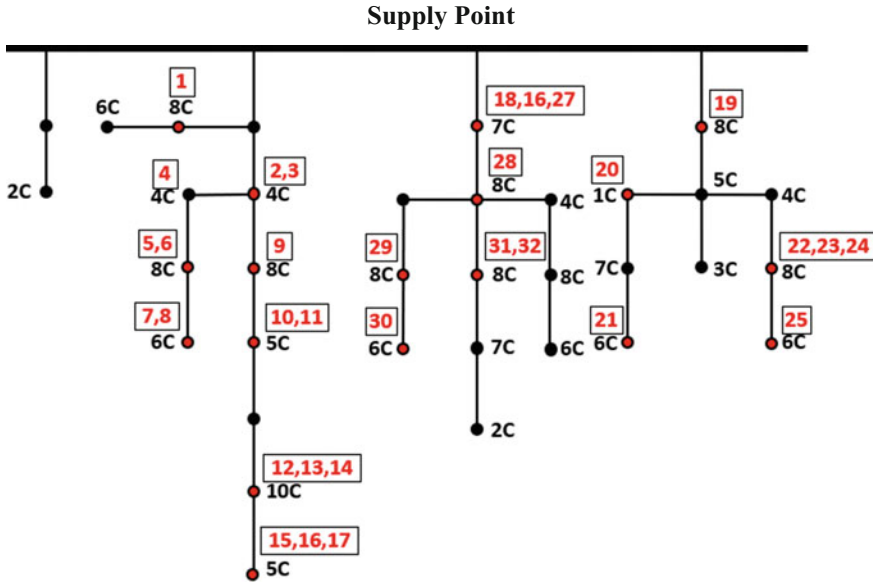 Supply Point
1
6C 8C
18,16,27
7C
19
8C
4
2,3
28
20
2C
4C 4C
8C
4C
1C
5C
4C
5,6
9
29
31,32
22,23,24
8C 8C
8C 8C 8C
7C 3C 8C
7,8
10,11
30
21
25
6C 5C
6C 7C 6C
6C 6C
2C
12,13,14
10C
15,16,17
5C